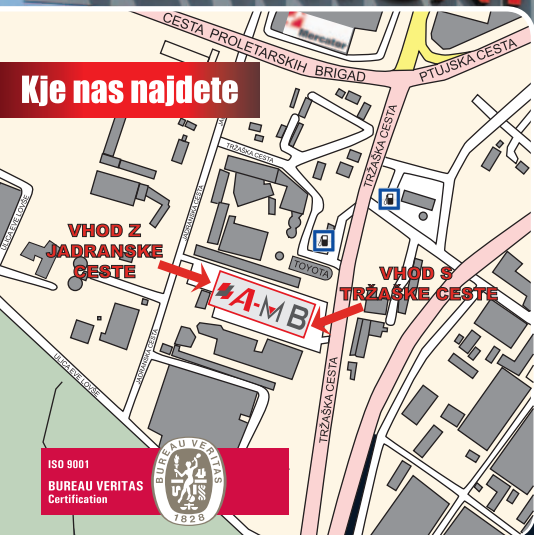 CESTA PROLETARSKIH BRIGAD
Mercator
PTUJSKA CESTA
Kje nas najdete
TRŽAŠKA CESTA
TRŽAŠKA CESTA
JADRANSKA CESTA
ULICA EVE LOVŠE
VHOD Z
JADRANSKE
CESTE
TOYOTA
VHOD S
TRŽAŠKE CESTE
A-MB
JADRANSKA CESTA
TRŽAŠKA CESTA
ULICA EVE LOVŠE
ISO 9001
BUREAU VERITAS
Certification
BUREAU VERITAS
1828